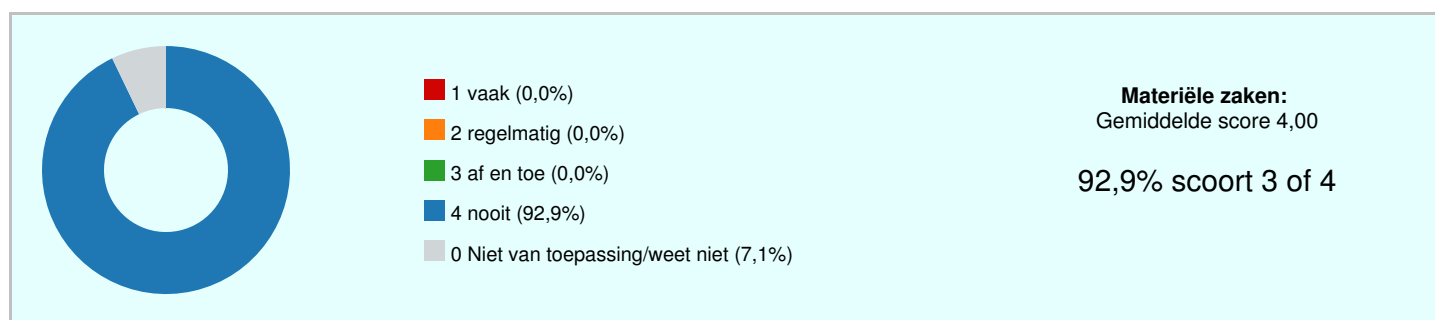 1 vaak (0,0%)
2 regelmatig (0,0%)
3 af en toe (0,0%)
4 nooit (92,9%)
0 Niet van toepassing/weet niet (7,1%)
Materiële zaken:
Gemiddelde score 4,00
92,9% scoort 3 of 4